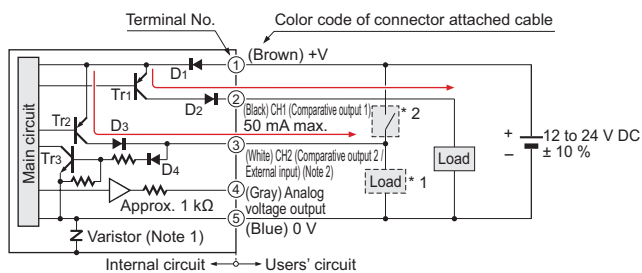 Terminal No.
Color code of connector attached cable
(Brown) +V
1
D1
Tr1
D2
2
(Black) CH1 (Comparative output 1)
50 mA max.
* 2
Tr2
D3
3
(White) CH2 (Comparative output 2 /
External input) (Note 2)
Tr3
D4
Main circuit
+
−
12 to 24 V DC
± 10 %
Load
Load * 1
4
(Gray) Analog
voltage output
Approx. 1 kΩ
5
(Blue) 0 V
Varistor (Note 1)
Internal circuit
Users' circuit